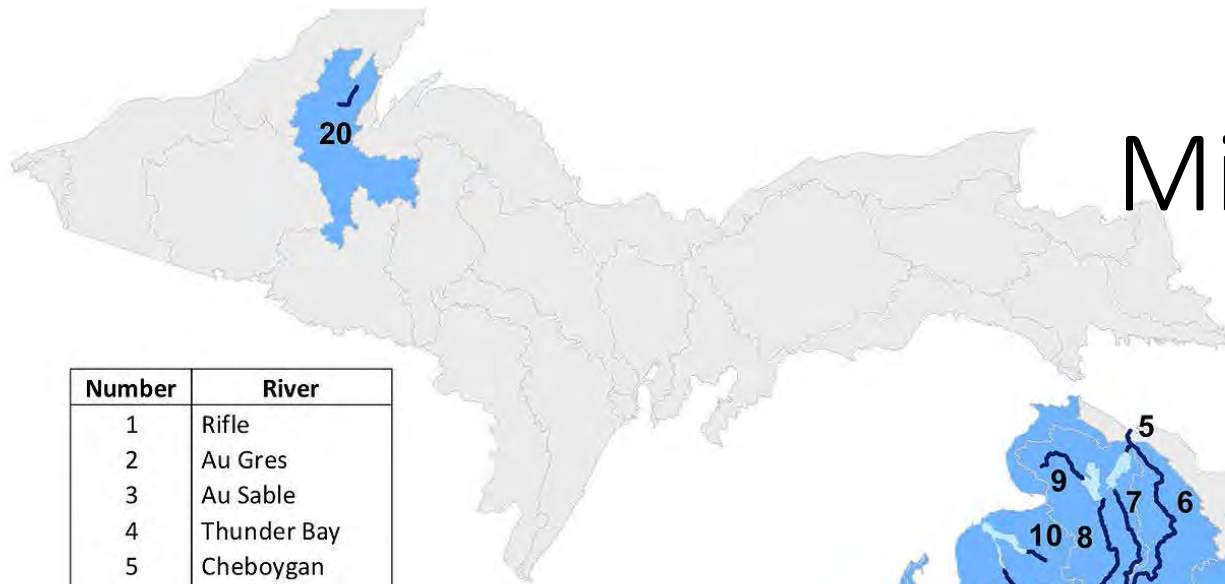 20
Mi
Number River
1 Rifle
2 Au Gres
3 Au Sable
4 Thunder Bay
5 Cheboygan
5
9
7
6
10
8